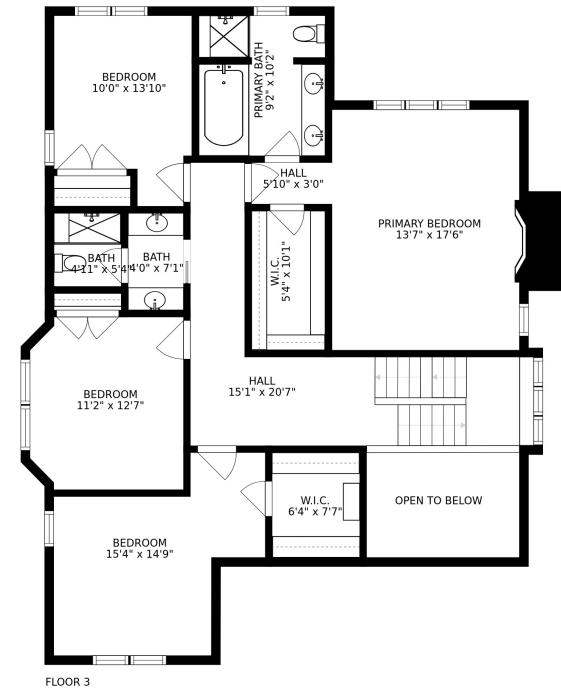 BEDROOM
10'0" x 13'10"
PRIMARY BATH
9'2" x 10'2"
HALL
5'10" x 3'0"
PRIMARY BEDROOM
13'7" x 17'6"
W.I.C.
5'4" x 10'1"
BATH
4'11" x 5'4"
BATH
4'0" x 7'1"
BEDROOM
11'2" x 12'7"
HALL
15'1" x 20'7"
W.I.C.
6'4" x 7'7"
OPEN TO BELOW
BEDROOM
15'4" x 14'9"
FLOOR 3